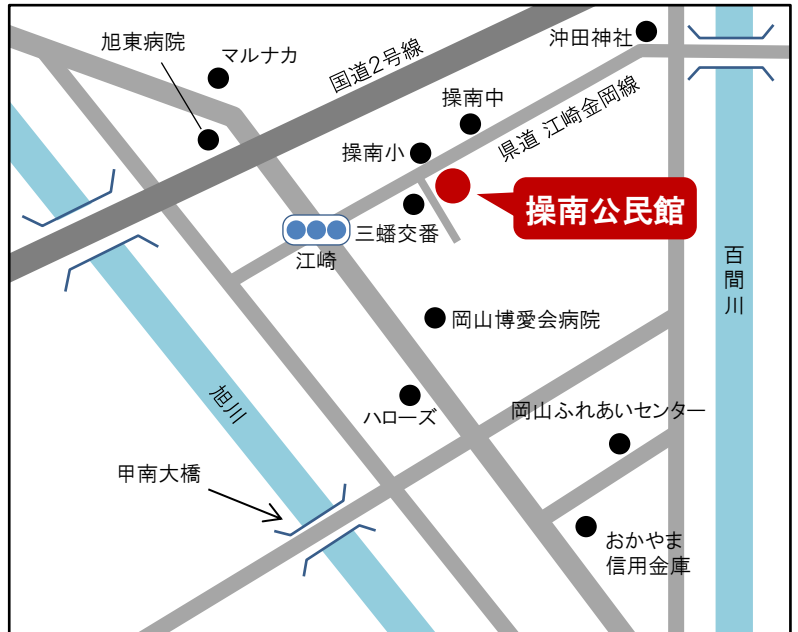 旭東病院
マルナカ
国道2号線
沖田神社
操南中
県道 江崎金岡線
操南小
操南公民館
三蟠交番
江崎
百間川
岡山博愛会病院
旭川
ハローズ
岡山ふれあいセンター
甲南大橋
おかやま
信用金庫